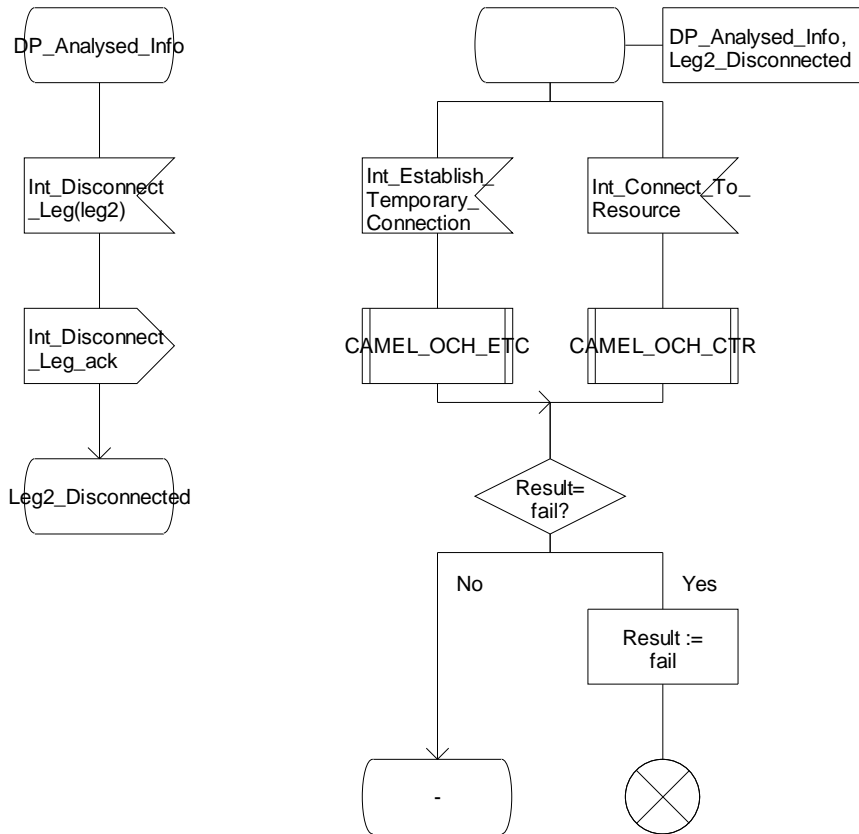 DP_Analysed_Info
Int_Disconnect
_Leg(leg2)
Int_Disconnect
_Leg_ack
Leg2_Disconnected
DP_Analysed_Info,
Leg2_Disconnected
Int_Establish_
Temporary_
Connection
Int_Connect_To_
Resource
CAMEL_OCH_ETC
CAMEL_OCH_CTR
Result=
fail?
No
Yes
Result :=
fail
-